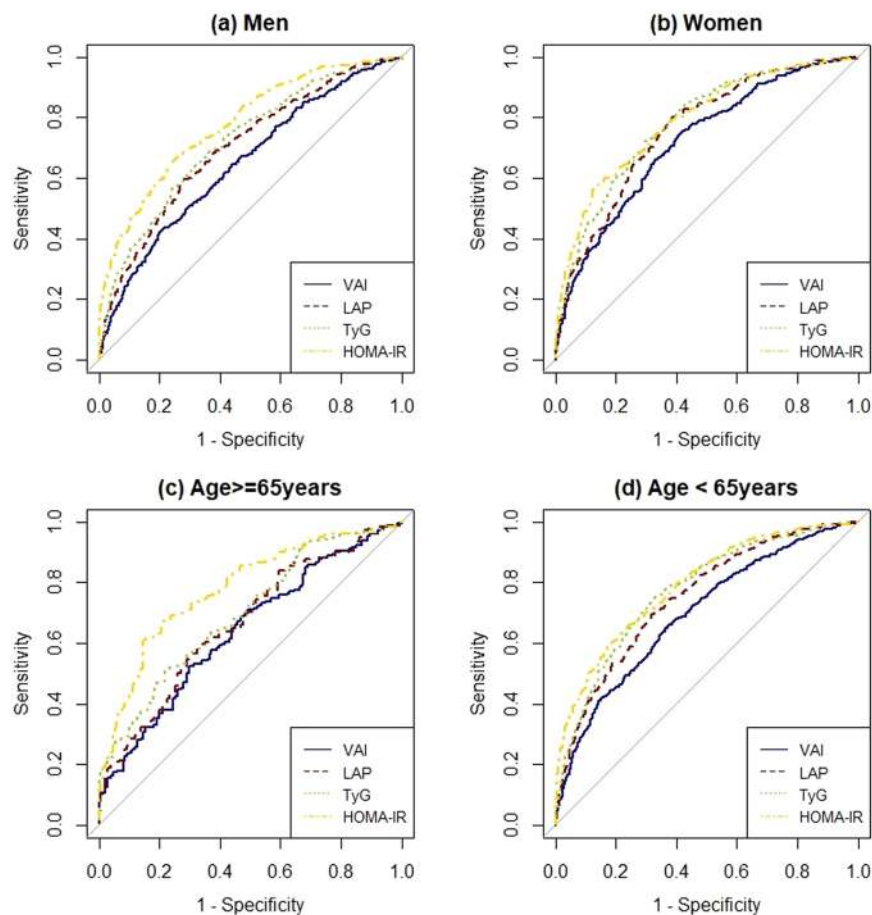 (a) Men
Sensitivity
0.0 0.2 0.4 0.6 0.8 1.0
VAI
LAP
TyG
HOMA-IR
0.0 0.2 0.4 0.6 0.8 1.0
1 - Specificity
(b) Women
Sensitivity
0.0 0.2 0.4 0.6 0.8 1.0
VAI
LAP
TyG
HOMA-IR
0.0 0.2 0.4 0.6 0.8 1.0
1 - Specificity
(c) Age>=65years
Sensitivity
0.0 0.2 0.4 0.6 0.8 1.0
VAI
LAP
TyG
HOMA-IR
0.0 0.2 0.4 0.6 0.8 1.0
1 - Specificity
(d) Age < 65years
Sensitivity
0.0 0.2 0.4 0.6 0.8 1.0
VAI
LAP
TyG
HOMA-IR
0.0 0.2 0.4 0.6 0.8 1.0
1 - Specificity